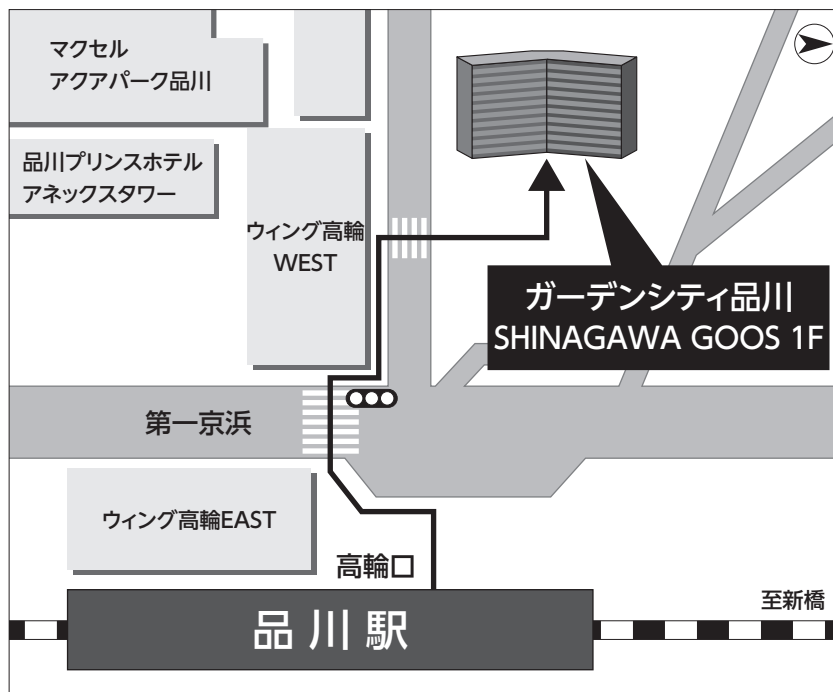 マクセル
アクアパーク品川
品川プリンスホテル
アネックスタワー
ウィング高輪
WEST
ガーデンシティ品川
SHINAGAWA GOOS 1F
第一京浜
ウィング高輪EAST
高輪口
至新橋
品川駅